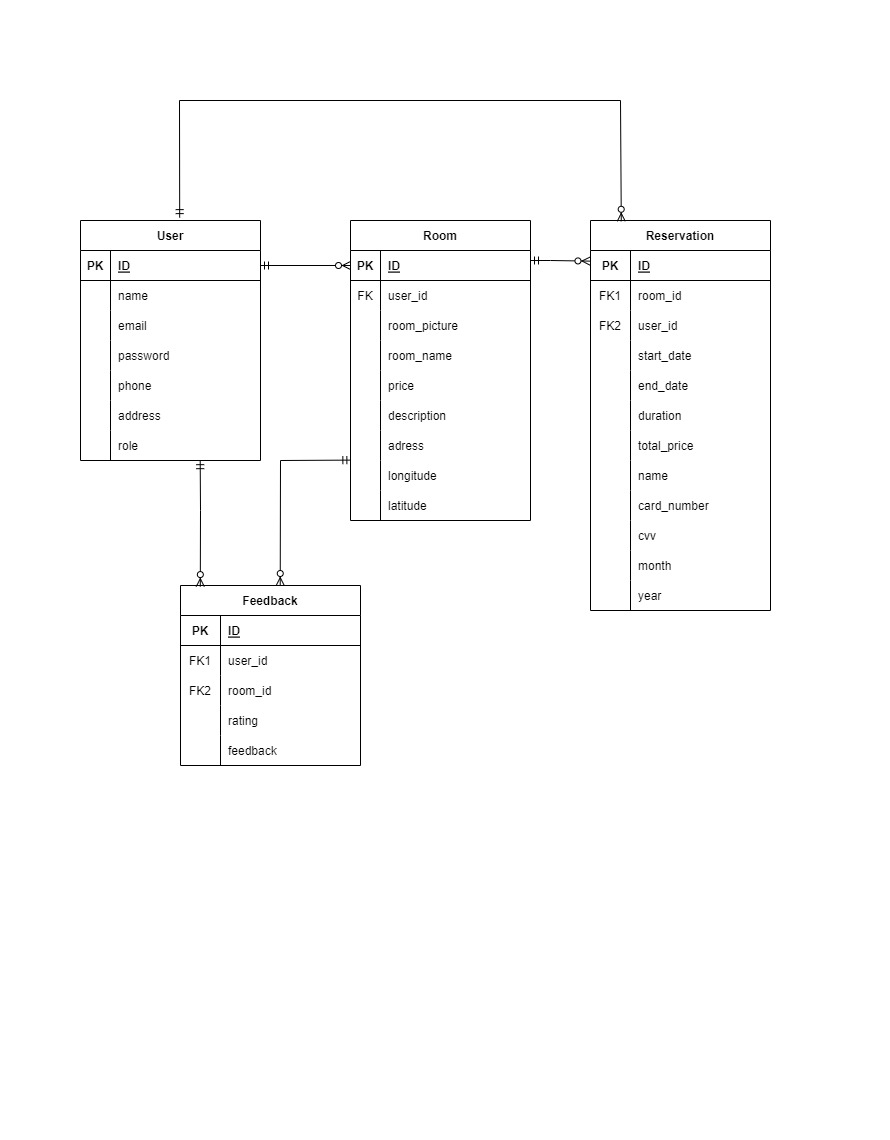 User
PK ID
name
email
password
phone
address
role
Room
PK ID
FK user_id
room_picture
room_name
price
description
adress
longitude
latitude
Reservation
PK ID
FK1 room_id
FK2 user_id
start_date
end_date
duration
total_price
name
card_number
cvv
month
year
Feedback
PK ID
FK1 user_id
FK2 room_id
rating
feedback